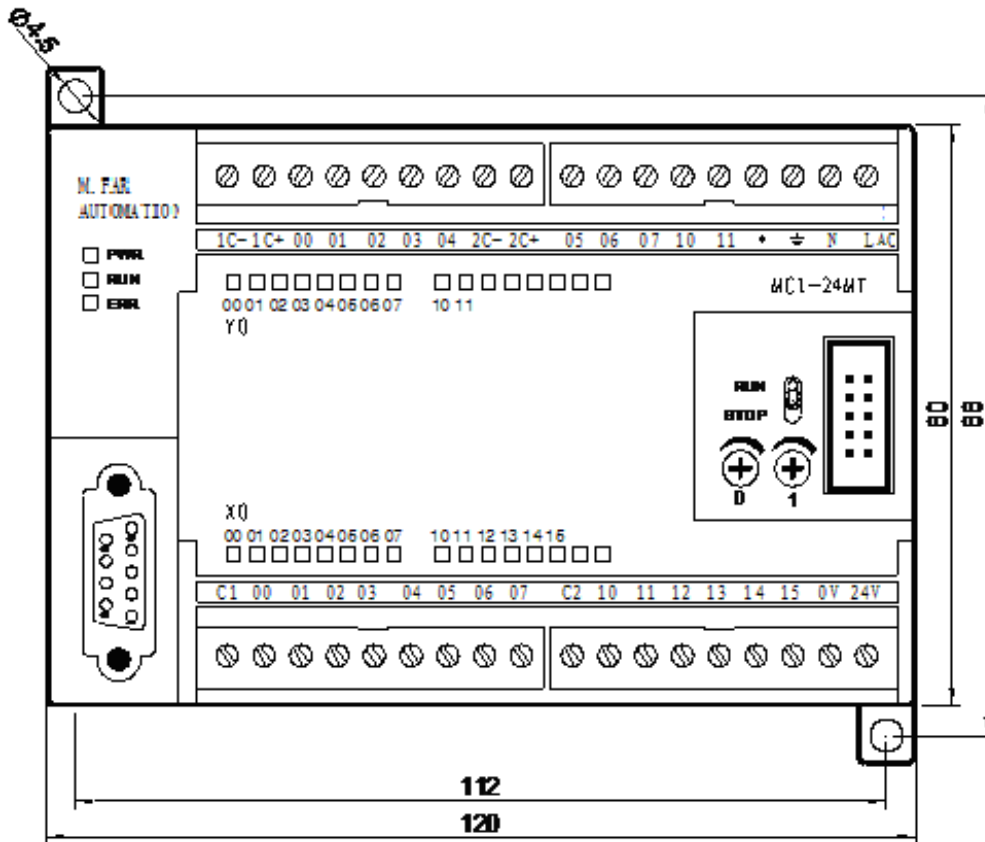 Ø4.5
M. FAR
AUTOMATION
PWR
RUN
ERR
1C- 1C+ 00 01 02 03 04 2C- 2C+ 05 06 07 10 11 • ⏚ N L AC
00 01 02 03 04 05 06 07 10 11
Y0
MC1-24MT
RUN
STOP
0 1
80
88
X0
00 01 02 03 04 05 06 07 10 11 12 13 14 15
C1 00 01 02 03 04 05 06 07 C2 10 11 12 13 14 15 0V 24V
112
120